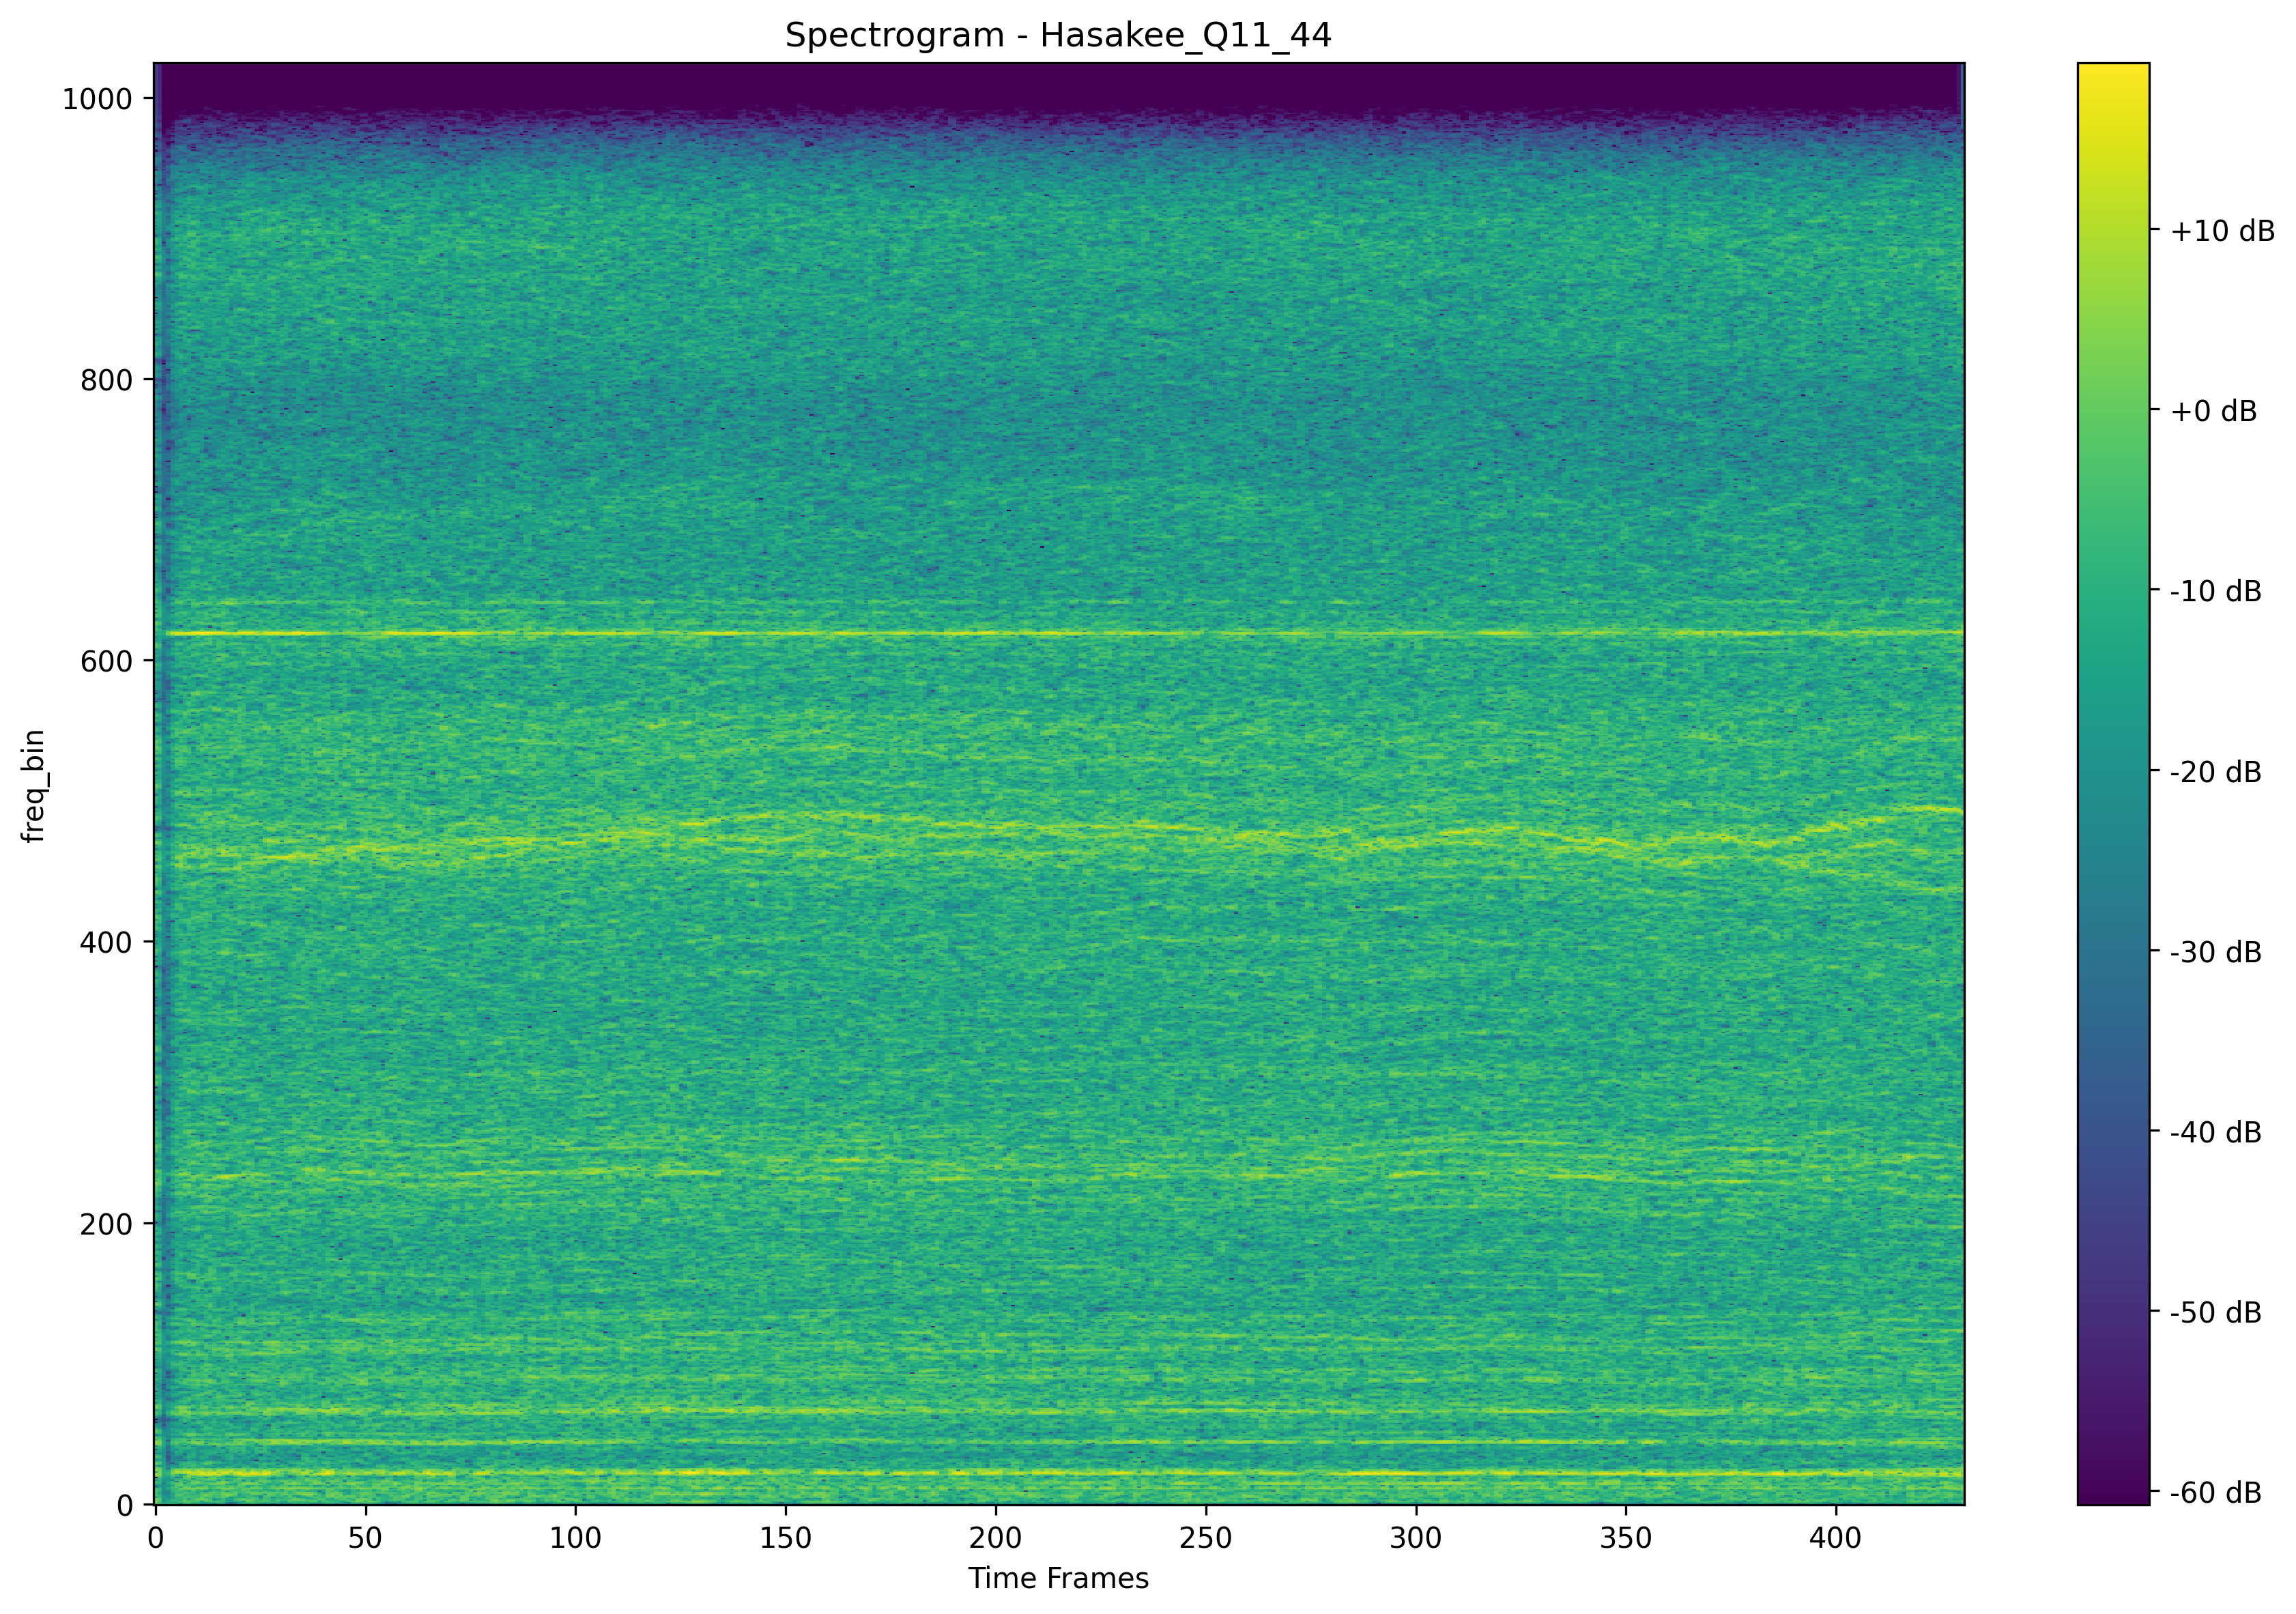 Spectrogram - Hasakee_Q11_44
1000
800
600
400
200
0
freq_bin
0 50 100 150 200 250 300 350 400
Time Frames
+10 dB
+0 dB
-10 dB
-20 dB
-30 dB
-40 dB
-50 dB
-60 dB